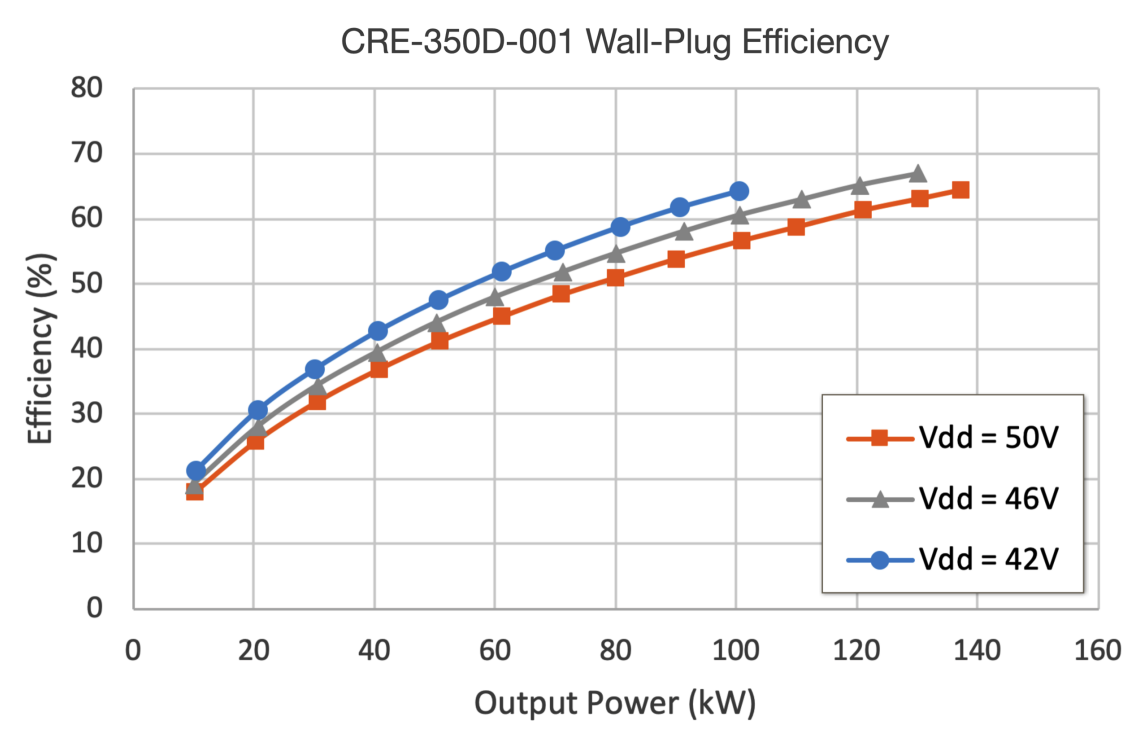 CRE-350D-001 Wall-Plug Efficiency
80
70
60
50
40
30
20
10
0
Efficiency (%)
Vdd = 50V
Vdd = 46V
Vdd = 42V
0 20 40 60 80 100 120 140 160
Output Power (kW)